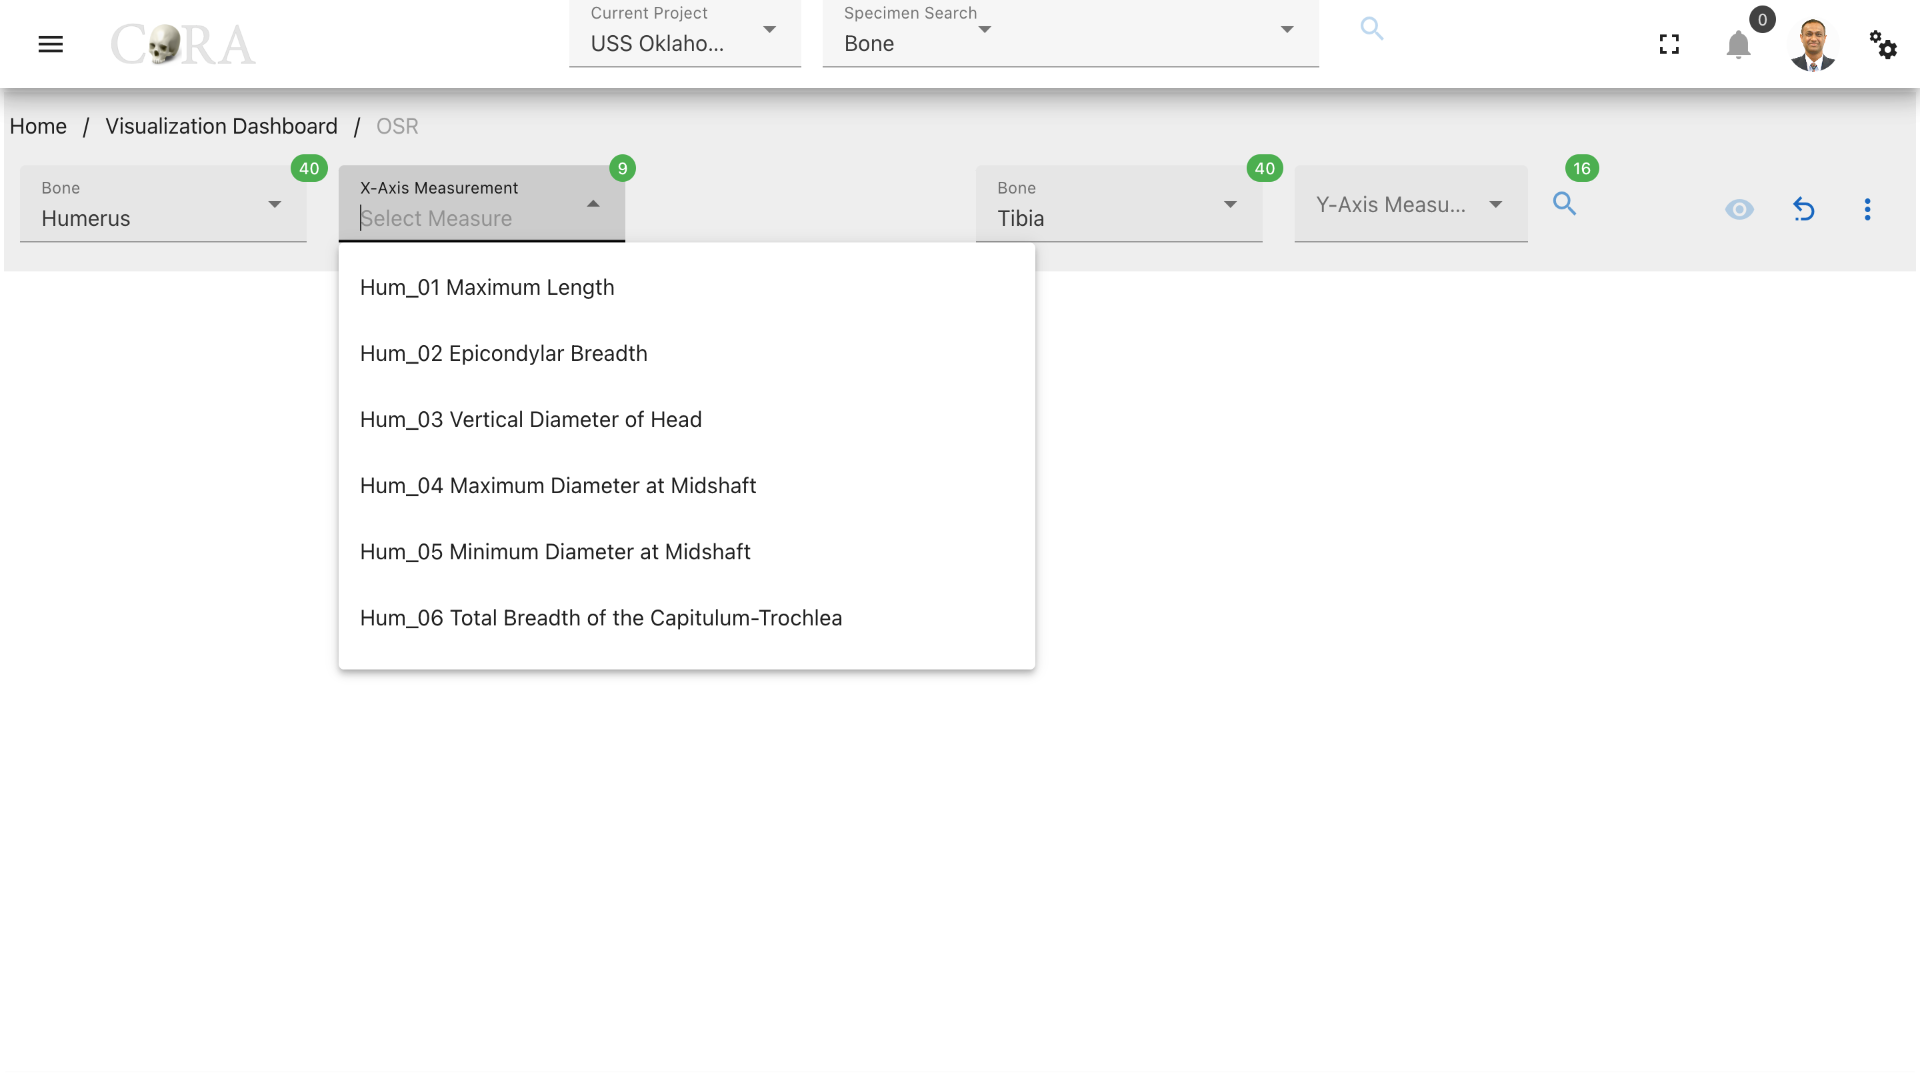 CORA
Current Project
USS Oklaho...
Specimen Search
Bone
0
Home / Visualization Dashboard / OSR
Bone
Humerus
40
X-Axis Measurement
Select Measure
9
Bone
Tibia
40
Y-Axis Measu...
16
Hum_01 Maximum Length
Hum_02 Epicondylar Breadth
Hum_03 Vertical Diameter of Head
Hum_04 Maximum Diameter at Midshaft
Hum_05 Minimum Diameter at Midshaft
Hum_06 Total Breadth of the Capitulum-Trochlea